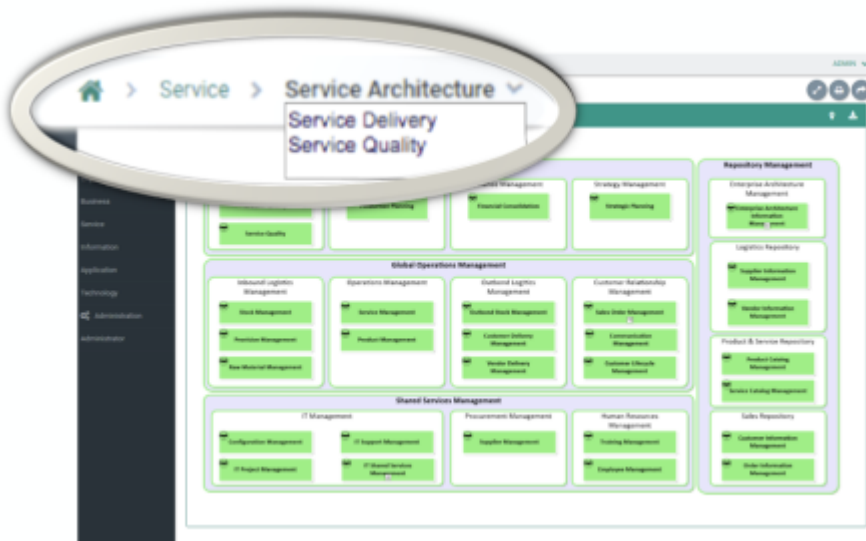 ADMIN
Service
Service Architecture
Service Delivery
Service Quality
Business
Service
Information
Application
Technology
Administration
Administrator
Strategy Management
Financial Consolidation
Strategic Planning
Service Quality
Global Operations Management
Inbound Logistics Management
Stock Management
Provision Management
Raw Material Management
Operations Management
Service Management
Product Management
Outbound Logistics Management
Outbound Stock Management
Customer Delivery Management
Vendor Delivery Management
Customer Relationship Management
Sales Order Management
Communication Management
Customer Lifecycle Management
Shared Services Management
IT Management
Configuration Management
IT Support Management
IT Project Management
IT Shared Services Management
Procurement Management
Supplier Management
Human Resources Management
Training Management
Employee Management
Repository Management
Enterprise Architecture Management
Enterprise Architecture Information Management
Logistics Repository
Supplier Information Management
Vendor Information Management
Product & Service Repository
Product Catalog Management
Service Catalog Management
Sales Repository
Customer Information Management
Order Information Management